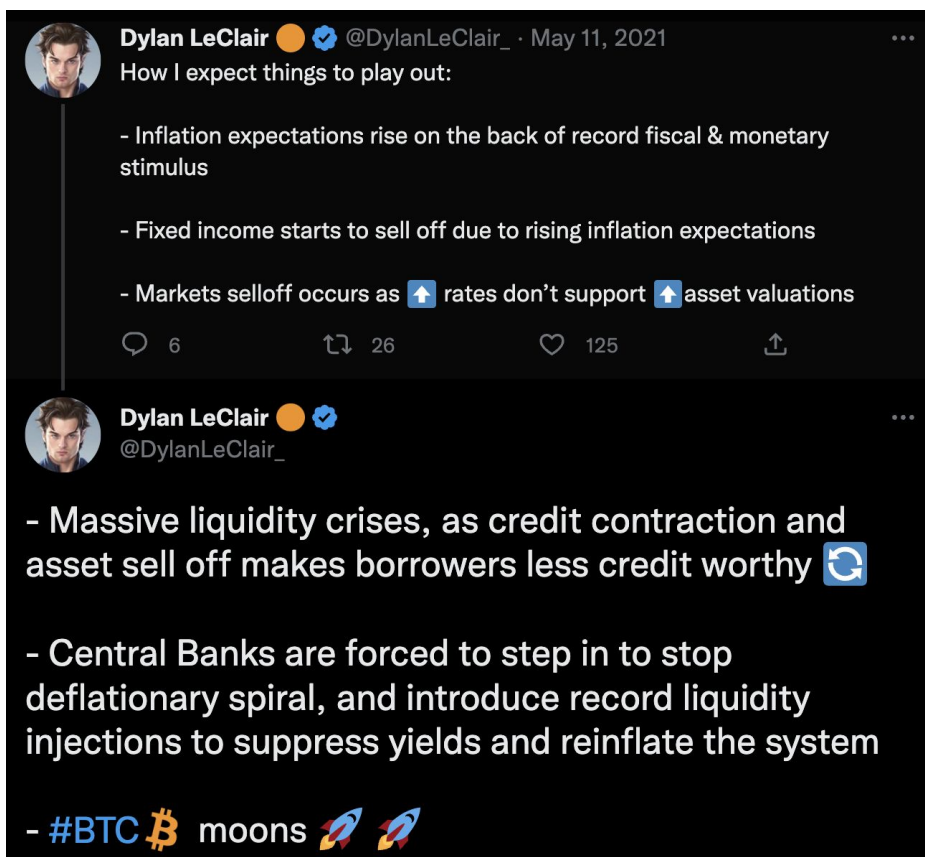 Dylan LeClair 🟠 @DylanLeClair_ · May 11, 2021
How I expect things to play out:
- Inflation expectations rise on the back of record fiscal & monetary
stimulus
- Fixed income starts to sell off due to rising inflation expectations
- Markets selloff occurs as ⬆️ rates don’t support ⬆️ asset valuations
6 26 125
Dylan LeClair 🟠
@DylanLeClair_
- Massive liquidity crises, as credit contraction and
asset sell off makes borrowers less credit worthy 🔄
- Central Banks are forced to step in to stop
deflationary spiral, and introduce record liquidity
injections to suppress yields and reinflate the system
- #BTC moons 🚀 🚀